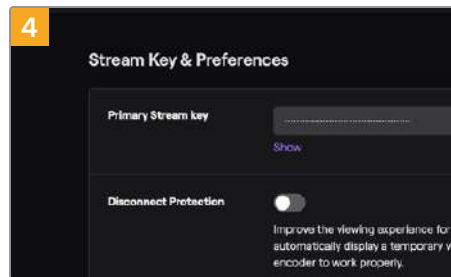 4
Stream Key & Preferences
Primary Stream key
Show
Disconnect Protection
Improve the viewing experience for
automatically display a temporary
encoder to work properly.